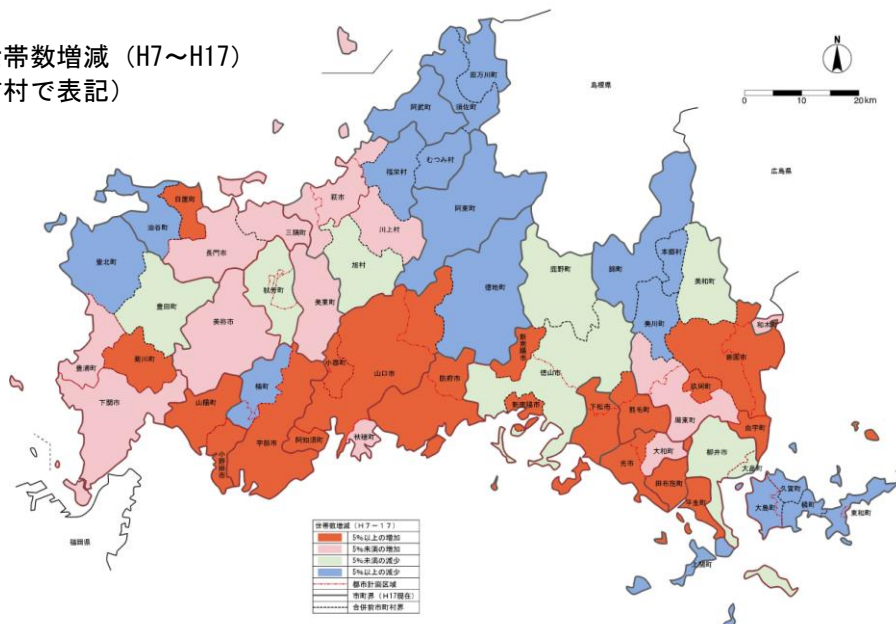 帯数増減（H7～H17）
村で表記）
N
0 10 20km
島根県
広島県
福岡県
田万川町
須佐町
阿武町
むつみ村
福栄村
萩市
川上村
阿東町
日置町
油谷町
三隅町
長門市
豊北町
旭村
豊田町
秋芳町
美東町
美祢市
徳地町
鹿野町
錦町
本郷村
美和町
美川町
和木町
岩国市
菊川町
豊浦町
下関市
楠町
山陽町
小郡町
山口市
防府市
新南陽市
徳山市
新南陽市
下松市
熊毛町
玖珂町
周東町
由宇町
宇部市
阿知須町
秋穂町
小野田市
光市
大和町
田布施町
平生町
柳井市
大畠町
大島町
久賀町
橘町
東和町
上関町
世帯数増減（H7－17）
5%以上の増加
5%未満の増加
5%未満の減少
5%以上の減少
都市計画区域
市町界（H17現在）
合併前市町村界